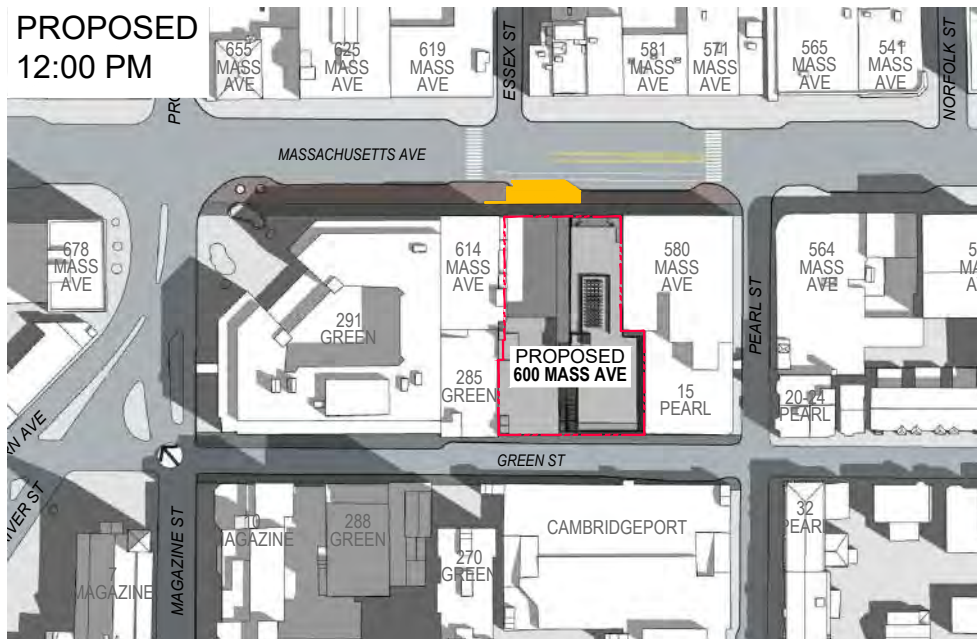 PROPOSED
12:00 PM
655
MASS
AVE
625
MASS
AVE
619
MASS
AVE
ESSEX ST
581
MASS
AVE
571
MASS
AVE
565
MASS
AVE
541
MASS
AVE
NORFOLK ST
MASSACHUSETTS AVE
678
MASS
AVE
614
MASS
AVE
580
MASS
AVE
564
MASS
AVE
PEARL ST
291
GREEN
PROPOSED
600 MASS AVE
285
GREEN
15
PEARL
20-24
PEARL
GREEN ST
RIVER ST
MAGAZINE ST
MAGAZINE
288
GREEN
270
GREEN
CAMBRIDGEPORT
32
PEARL
7
MAGAZINE